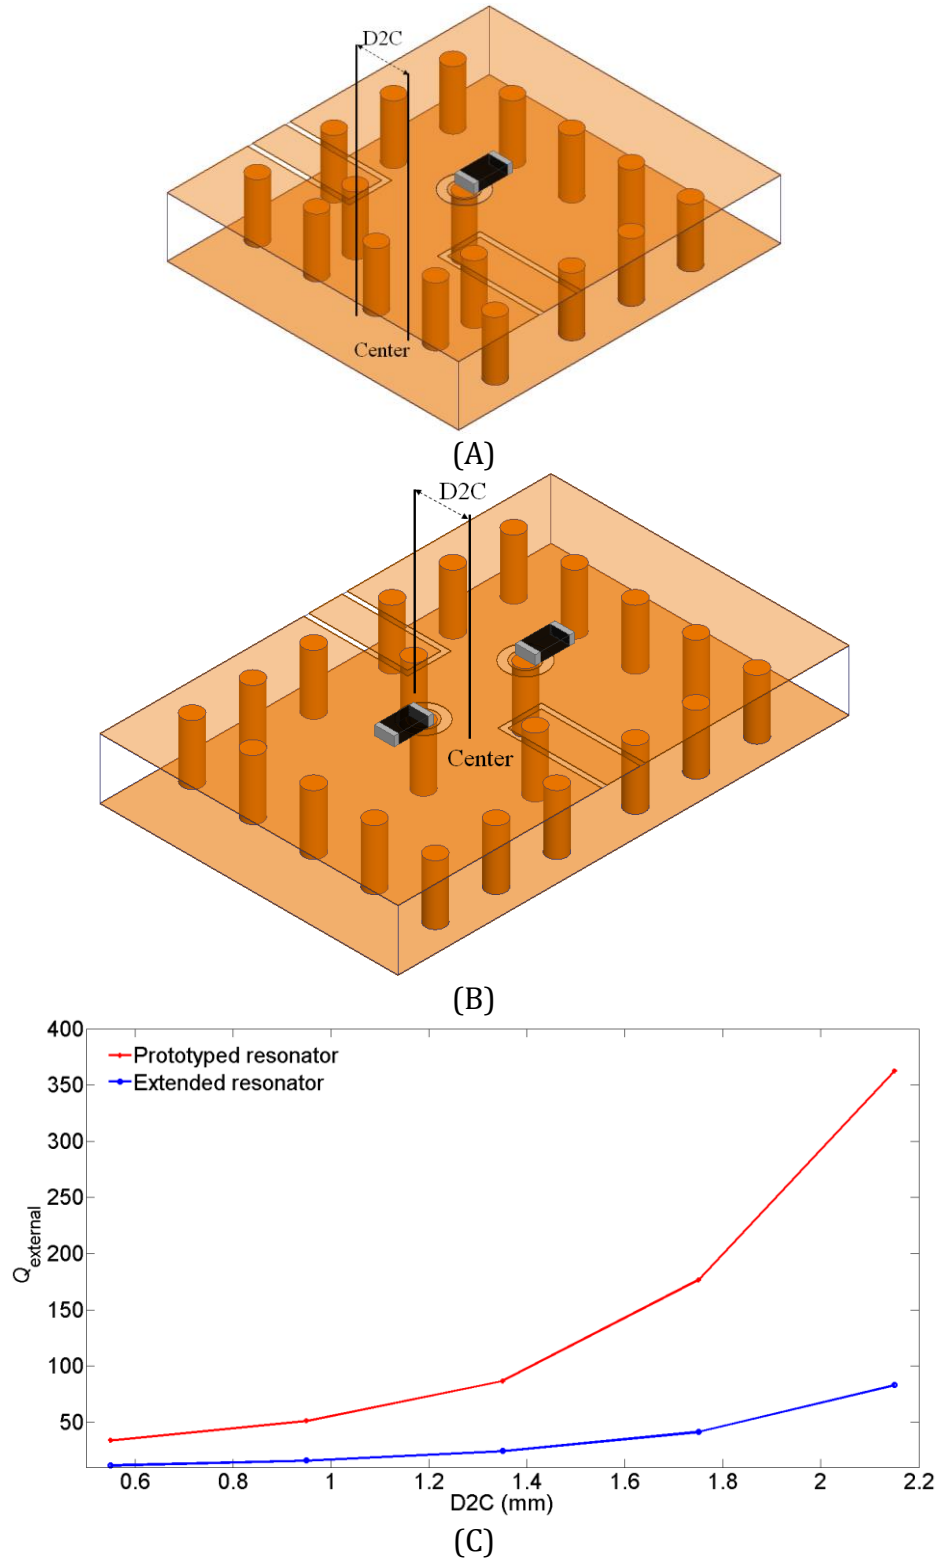 D2C
Center
(A)
D2C
Center
(B)
400
350
300
250
200
150
100
50
Q external
Prototyped resonator
Extended resonator
0.6 0.8 1 1.2 1.4 1.6 1.8 2 2.2
D2C (mm)
(C)